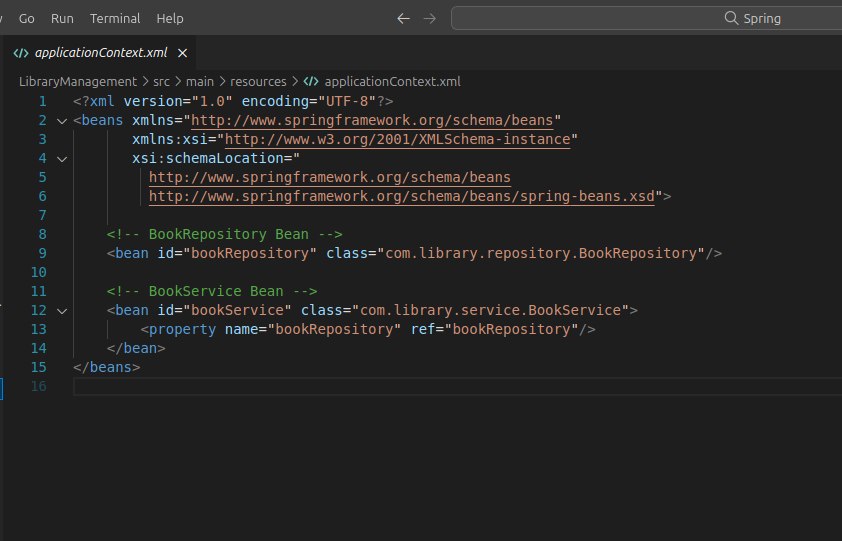 Go Run Terminal Help Spring
applicationContext.xml
LibraryManagement > src > main > resources > applicationContext.xml
1 <?xml version="1.0" encoding="UTF-8"?>
2 <beans xmlns="http://www.springframework.org/schema/beans"
3 xmlns:xsi="http://www.w3.org/2001/XMLSchema-instance"
4 xsi:schemaLocation="
5 http://www.springframework.org/schema/beans
6 http://www.springframework.org/schema/beans/spring-beans.xsd">
7
8 <!-- BookRepository Bean -->
9 <bean id="bookRepository" class="com.library.repository.BookRepository"/>
10
11 <!-- BookService Bean -->
12 <bean id="bookService" class="com.library.service.BookService">
13 <property name="bookRepository" ref="bookRepository"/>
14 </bean>
15 </beans>
16